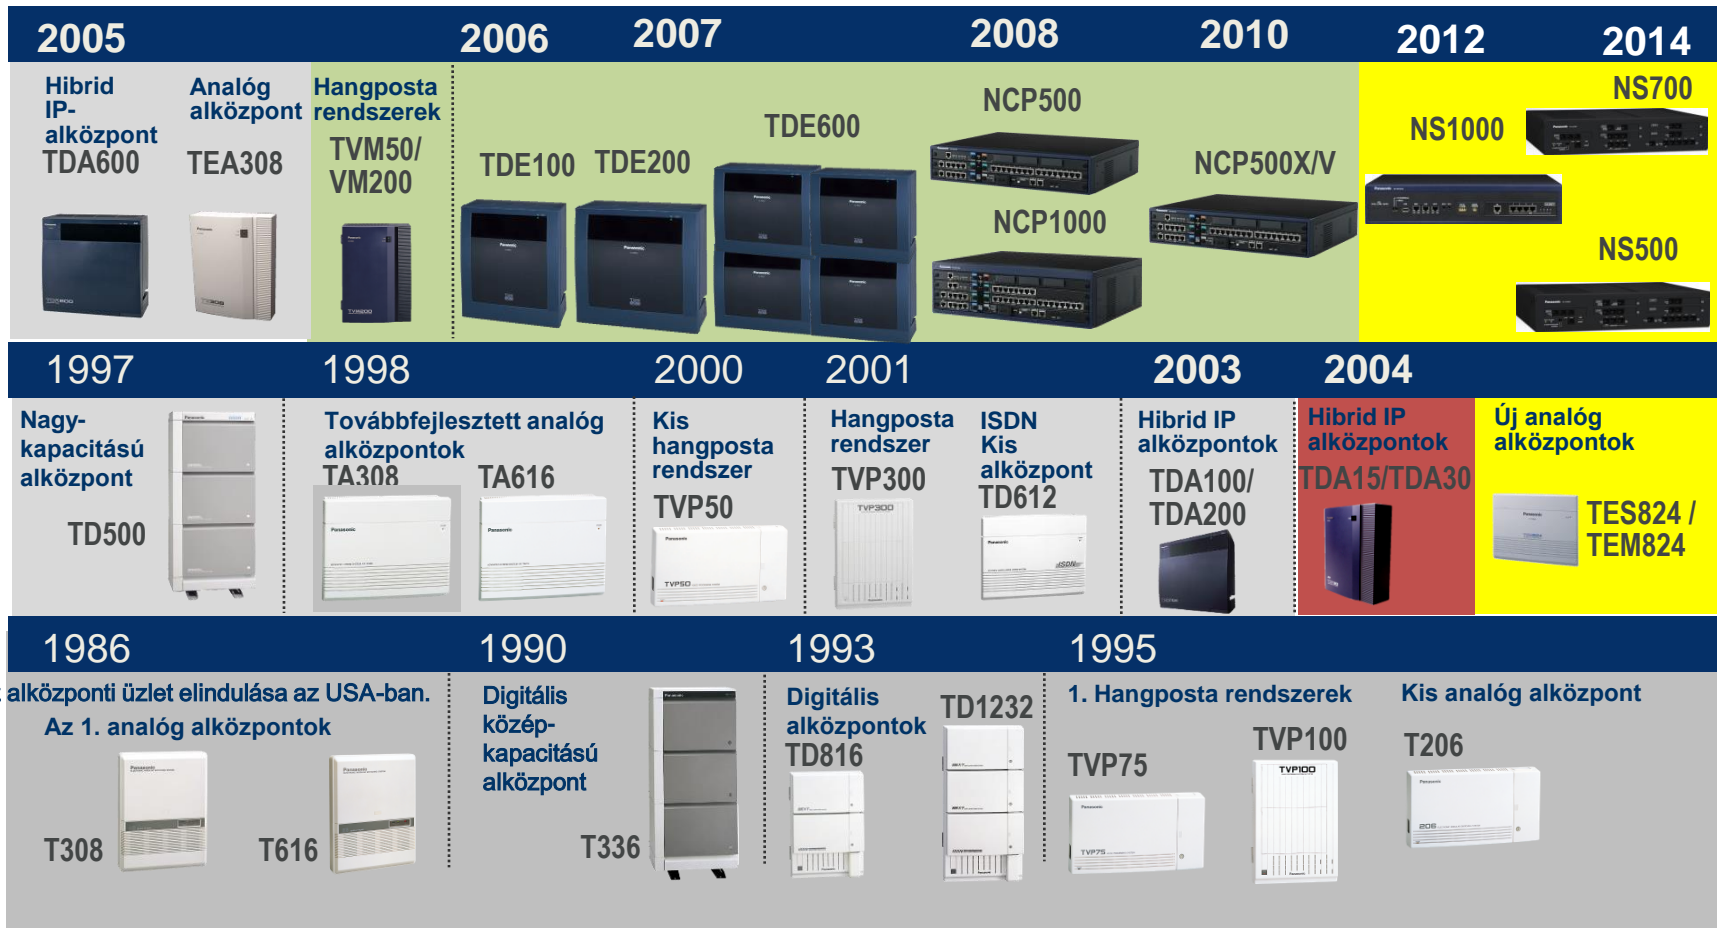 2005
2006
2007
2008
2010
2012
2014
Hibrid
IP-
alközpont
TDA600
Analóg
alközpont
TEA308
Hangposta
rendszerek
TVM50/
VM200
TDE100
TDE200
TDE600
NCP500
NCP1000
NCP500X/V
NS1000
NS700
NS500
1997
1998
2000
2001
2003
2004
Nagy-
kapacitású
alközpont
TD500
Továbbfejlesztett analóg
alközpontok
TA308
TA616
Kis
hangposta
rendszer
TVP50
Hangposta
rendszer
TVP300
ISDN
Kis
alközpont
TD612
Hibrid IP
alközpontok
TDA100/
TDA200
Hibrid IP
alközpontok
TDA15/TDA30
Új analóg
alközpontok
TES824 /
TEM824
1986
1990
1993
1995
alközponti üzlet elindulása az USA-ban.
Az 1. analóg alközpontok
T308
T616
Digitális
közép-
kapacitású
alközpont
T336
Digitális
alközpontok
TD816
TD1232
1. Hangposta rendszerek
TVP75
TVP100
Kis analóg alközpont
T206